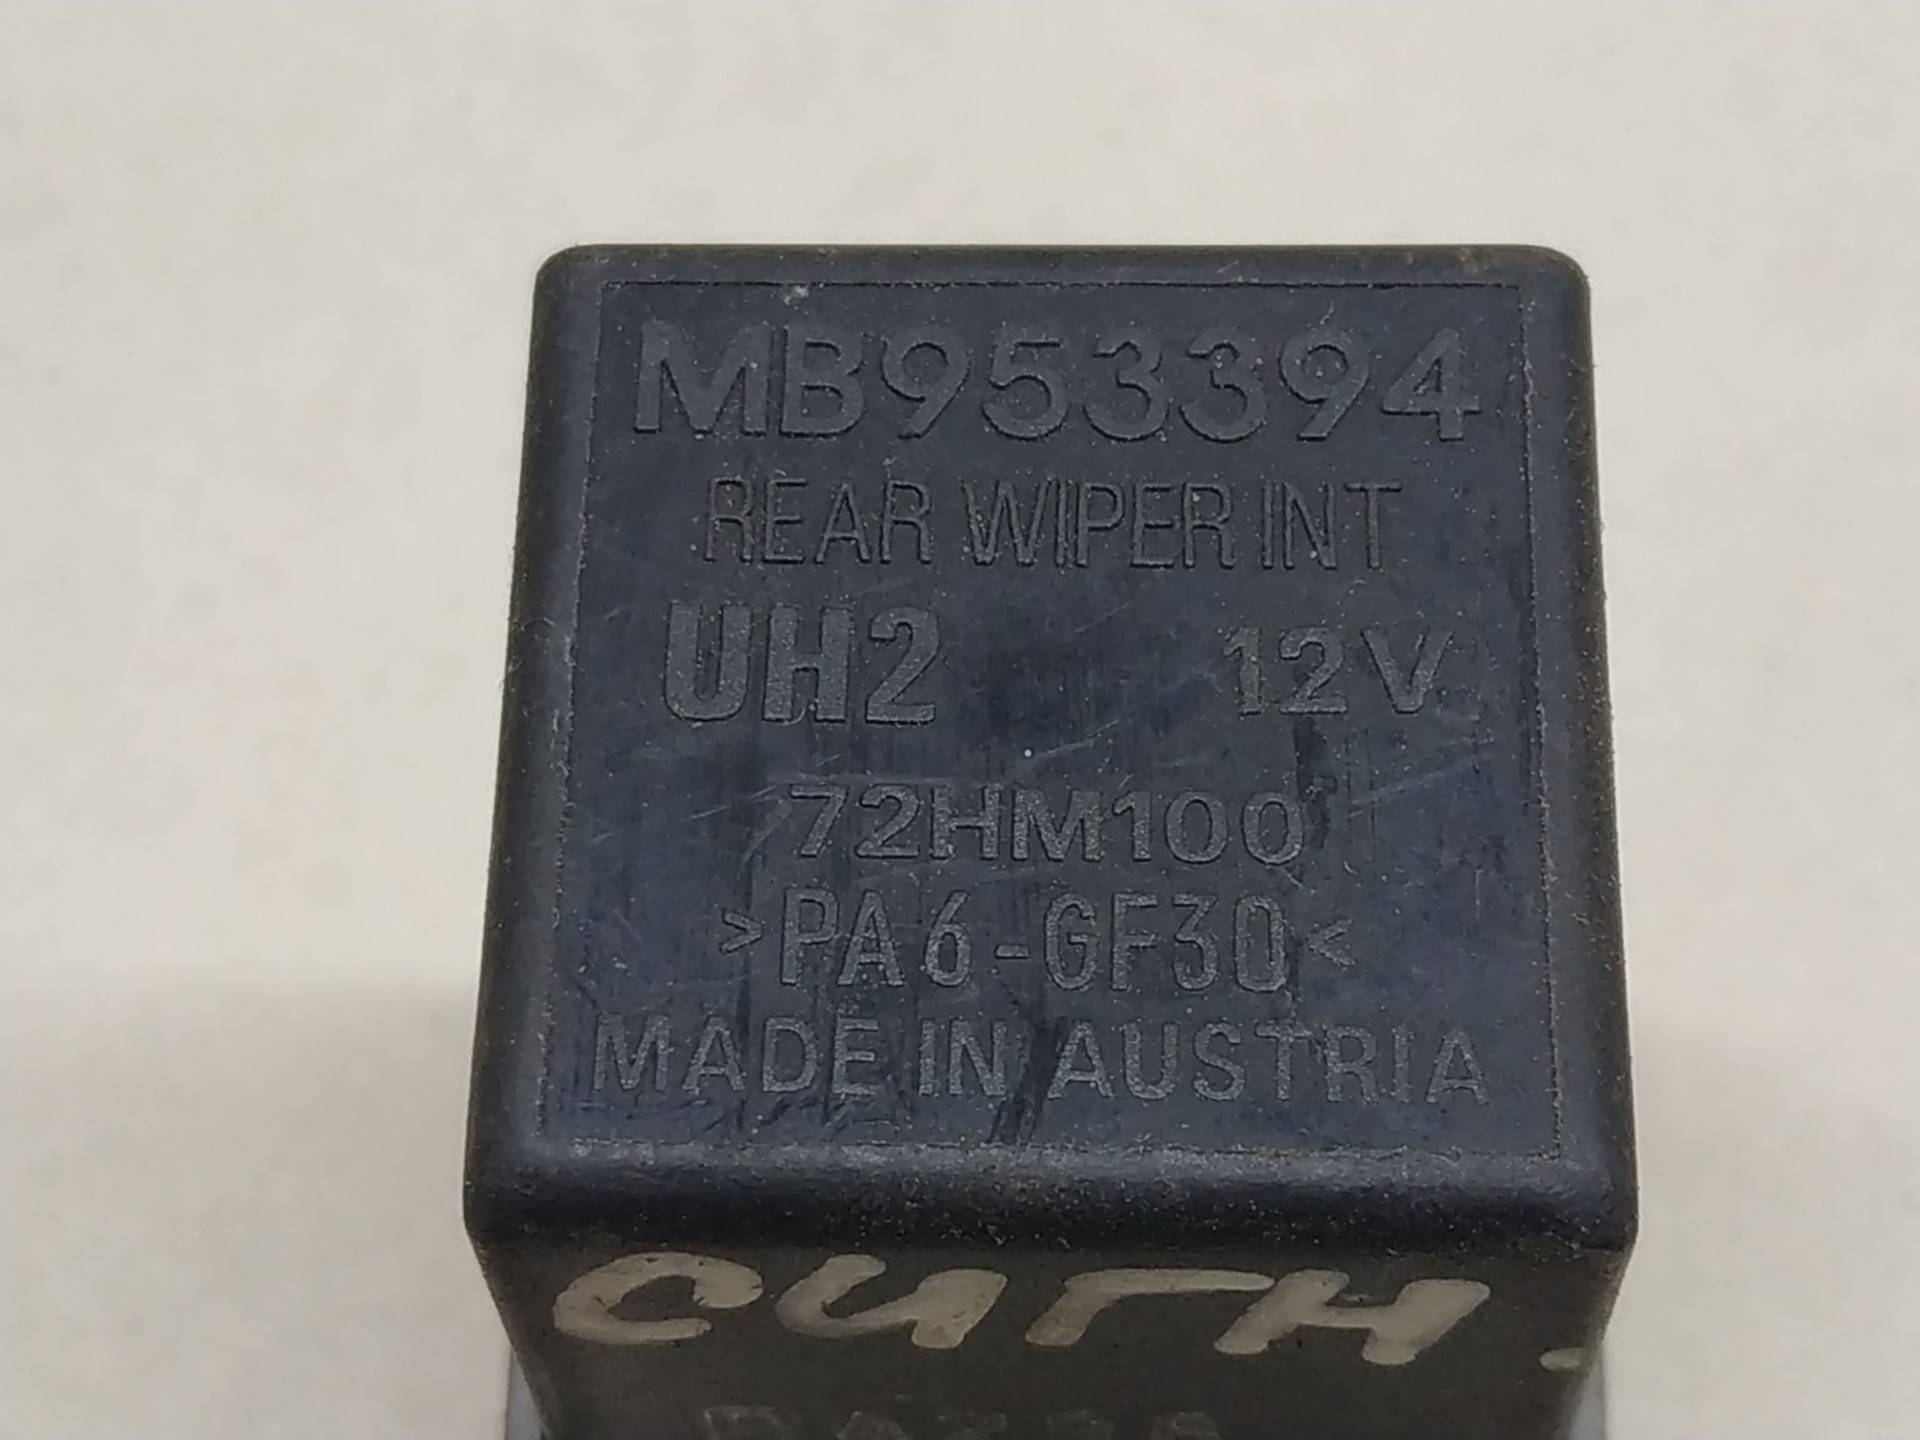 MB953394
REAR WIPER INT
UH2 12V
72HM100
>PA6-GF30<
MADE IN AUSTRIA
сигн.